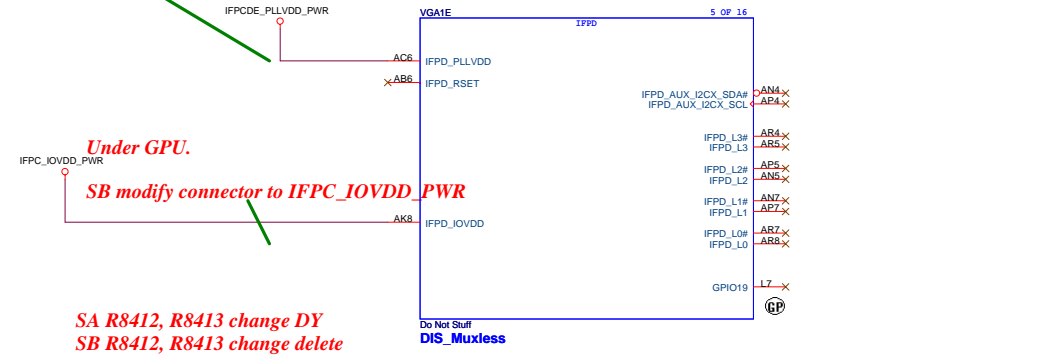 IFPCDE_PLLVDD_PWR
VGA1E
5 OF 16
IFPD
AC6
IFPD_PLLVDD
AB6
IFPD_RSET
IFPD_AUX_I2CX_SDA#
AN4
IFPD_AUX_I2CX_SCL
AP4
IFPD_L3#
AR4
IFPD_L3
AR5
Under GPU.
IFPC_IOVDD_PWR
IFPD_L2#
AP5
IFPD_L2
AN5
SB modify connector to IFPC_IOVDD_PWR
IFPD_L1#
AN7
IFPD_L1
AP7
AK8
IFPD_IOVDD
IFPD_L0#
AR7
IFPD_L0
AR8
GPIO19
L7
GP
SA R8412, R8413 change DY
Do Not Stuff
DIS_Muxless
SB R8412, R8413 change delete